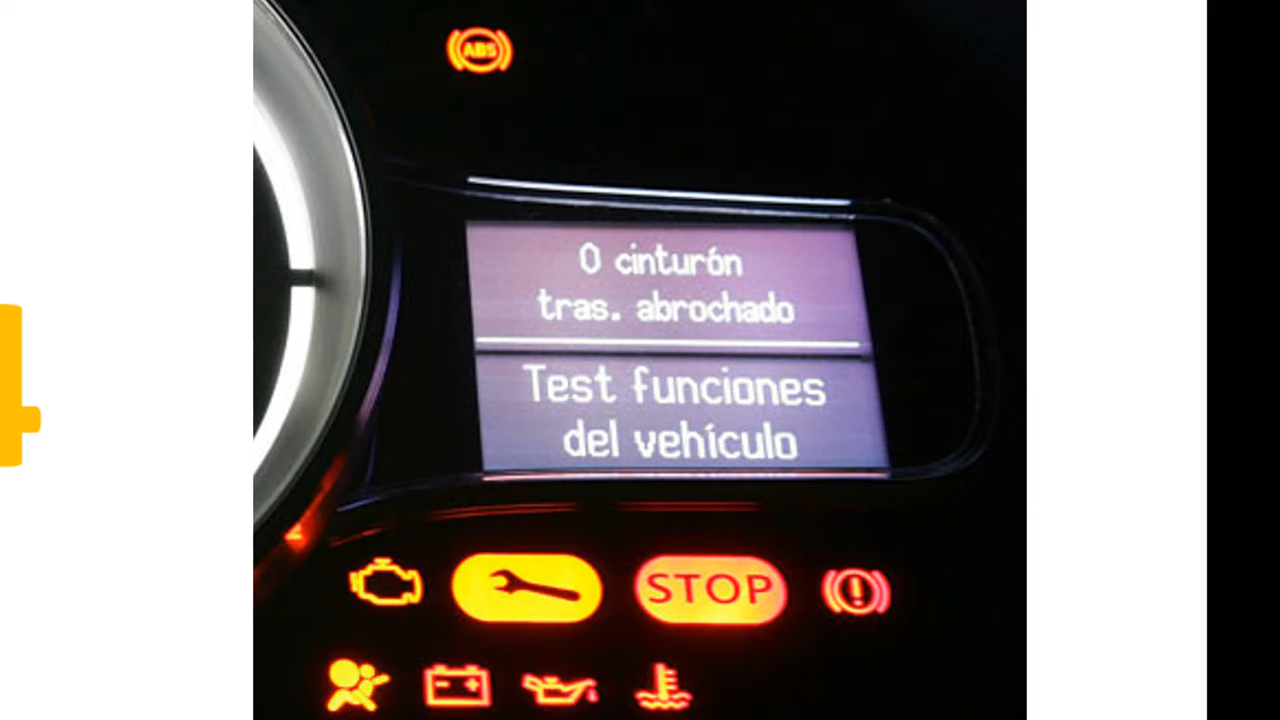 ABS
0 cinturón
tras. abrochado
Test funciones
del vehículo
STOP